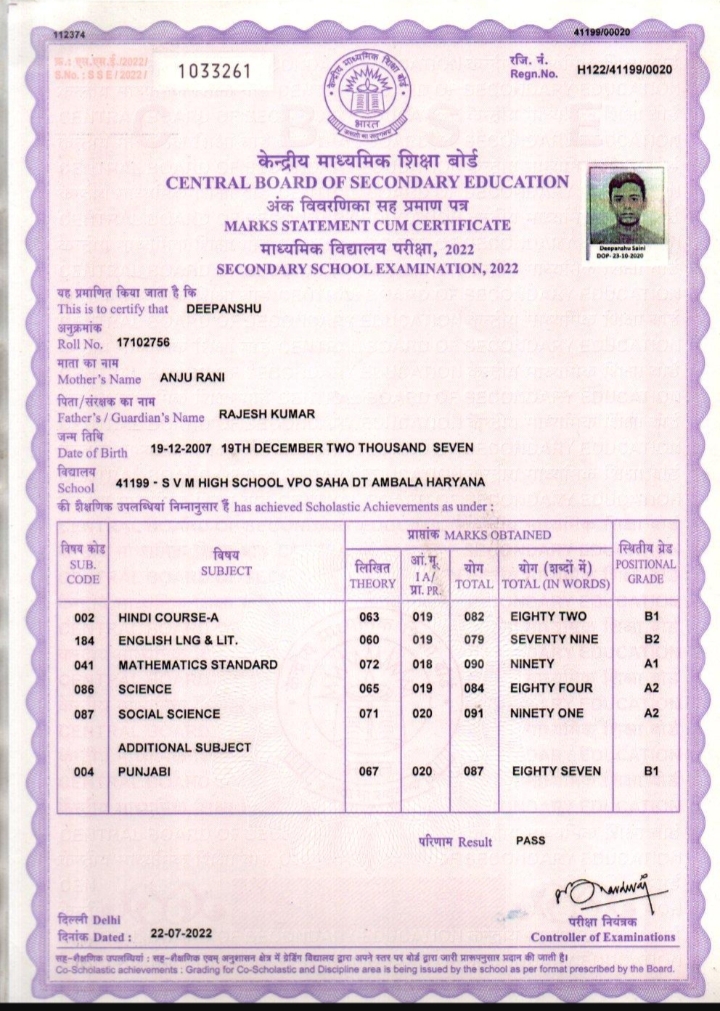 112374
41199/00020
क्र.: एस.एस.ई./2022/
S.No. : S S E / 2022 /
1033261
रजि. नं.
Regn.No. H122/41199/0020
केन्द्रीय माध्यमिक शिक्षा बोर्ड
भारत
केन्द्रीय माध्यमिक शिक्षा बोर्ड
CENTRAL BOARD OF SECONDARY EDUCATION
अंक विवरणिका सह प्रमाण पत्र
MARKS STATEMENT CUM CERTIFICATE
माध्यमिक विद्यालय परीक्षा, 2022
SECONDARY SCHOOL EXAMINATION, 2022
Deepanshu Saini
DOP- 23-10-2020
यह प्रमाणित किया जाता है कि
This is to certify that DEEPANSHU
अनुक्रमांक
Roll No. 17102756
माता का नाम
Mother's Name ANJU RANI
पिता/संरक्षक का नाम
Father's / Guardian's Name RAJESH KUMAR
जन्म तिथि
Date of Birth 19-12-2007 19TH DECEMBER TWO THOUSAND SEVEN
विद्यालय
School 41199 - S V M HIGH SCHOOL VPO SAHA DT AMBALA HARYANA
की शैक्षणिक उपलब्धियां निम्नानुसार हैं has achieved Scholastic Achievements as under :
विषय कोड SUB. CODE
विषय SUBJECT
प्राप्तांक MARKS OBTAINED
लिखित THEORY
आं.मू. IA/ प्रा. PR.
योग TOTAL
योग (शब्दों में) TOTAL (IN WORDS)
स्थितीय ग्रेड POSITIONAL GRADE
002 HINDI COURSE-A 063 019 082 EIGHTY TWO B1
184 ENGLISH LNG & LIT. 060 019 079 SEVENTY NINE B2
041 MATHEMATICS STANDARD 072 018 090 NINETY A1
086 SCIENCE 065 019 084 EIGHTY FOUR A2
087 SOCIAL SCIENCE 071 020 091 NINETY ONE A2
ADDITIONAL SUBJECT
004 PUNJABI 067 020 087 EIGHTY SEVEN B1
परिणाम Result PASS
दिल्ली Delhi
दिनांक Dated : 22-07-2022
परीक्षा नियंत्रक
Controller of Examinations
सह-शैक्षणिक उपलब्धियां : सह-शैक्षणिक एवम् अनुशासन क्षेत्र में ग्रेडिंग विद्यालय द्वारा अपने स्तर पर बोर्ड द्वारा जारी प्रारूपनुसार प्रदान की जाती है।
Co-Scholastic achievements : Grading for Co-Scholastic and Discipline area is being issued by the school as per format prescribed by the Board.